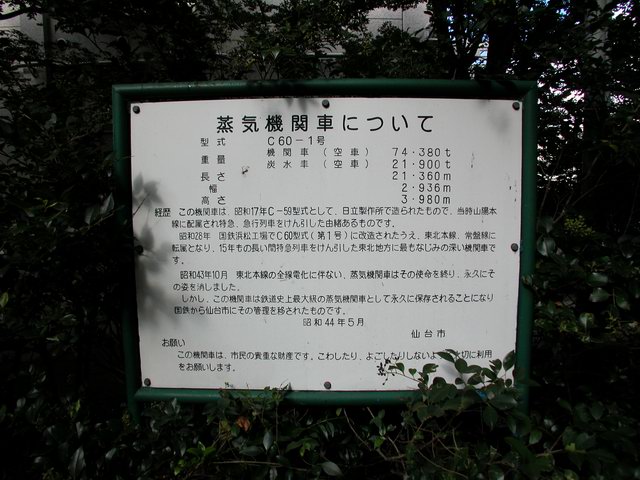 蒸気機関車について
型式 C60－1号
重量 機関車（空車） 74・380t
炭水車（空車） 21・900t
長さ 21・360m
幅 2・936m
高さ 3・980m
経歴 この機関車は、昭和17年C－59型式として、日立製作所で造られたもので、当時山陽本
線に配属され特急、急行列車をけん引した由緒あるものです。
昭和28年 国鉄浜松工場でC60型式（第1号）に改造されたうえ、東北本線、常盤線に
転属となり、15年もの長い間特急列車をけん引した東北地方に最もなじみの深い機関車で
す。
昭和43年10月 東北本線の全線電化に伴ない、蒸気機関車はその使命を終り、永久にそ
の姿を消しました。
しかし、この機関車は鉄道史上最大級の蒸気機関車として永久に保存されることになり
国鉄から仙台市にその管理を移されたものです。
昭和44年5月
仙台市
お願い
この機関車は、市民の貴重な財産です。こわしたり、よごしたりしないよ 大切に利用
をお願いします。